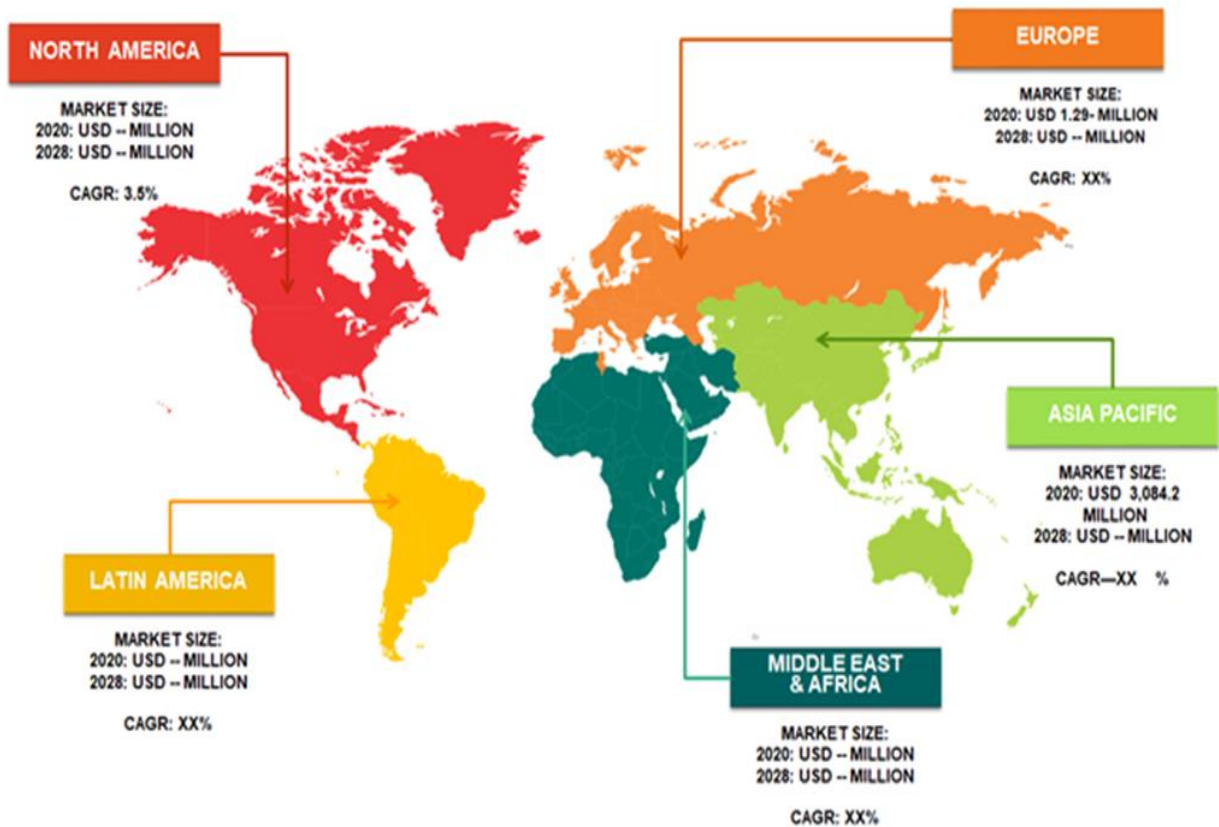 NORTH AMERICA
MARKET SIZE:
2020: USD -- MILLION
2028: USD -- MILLION
CAGR: 3.5%
EUROPE
MARKET SIZE:
2020: USD 1.29- MILLION
2028: USD -- MILLION
CAGR: XX%
ASIA PACIFIC
MARKET SIZE:
2020: USD 3,084.2
MILLION
2028: USD -- MILLION
CAGR—XX %
LATIN AMERICA
MARKET SIZE:
2020: USD -- MILLION
2028: USD -- MILLION
CAGR: XX%
MIDDLE EAST
& AFRICA
MARKET SIZE:
2020: USD -- MILLION
2028: USD -- MILLION
CAGR: XX%